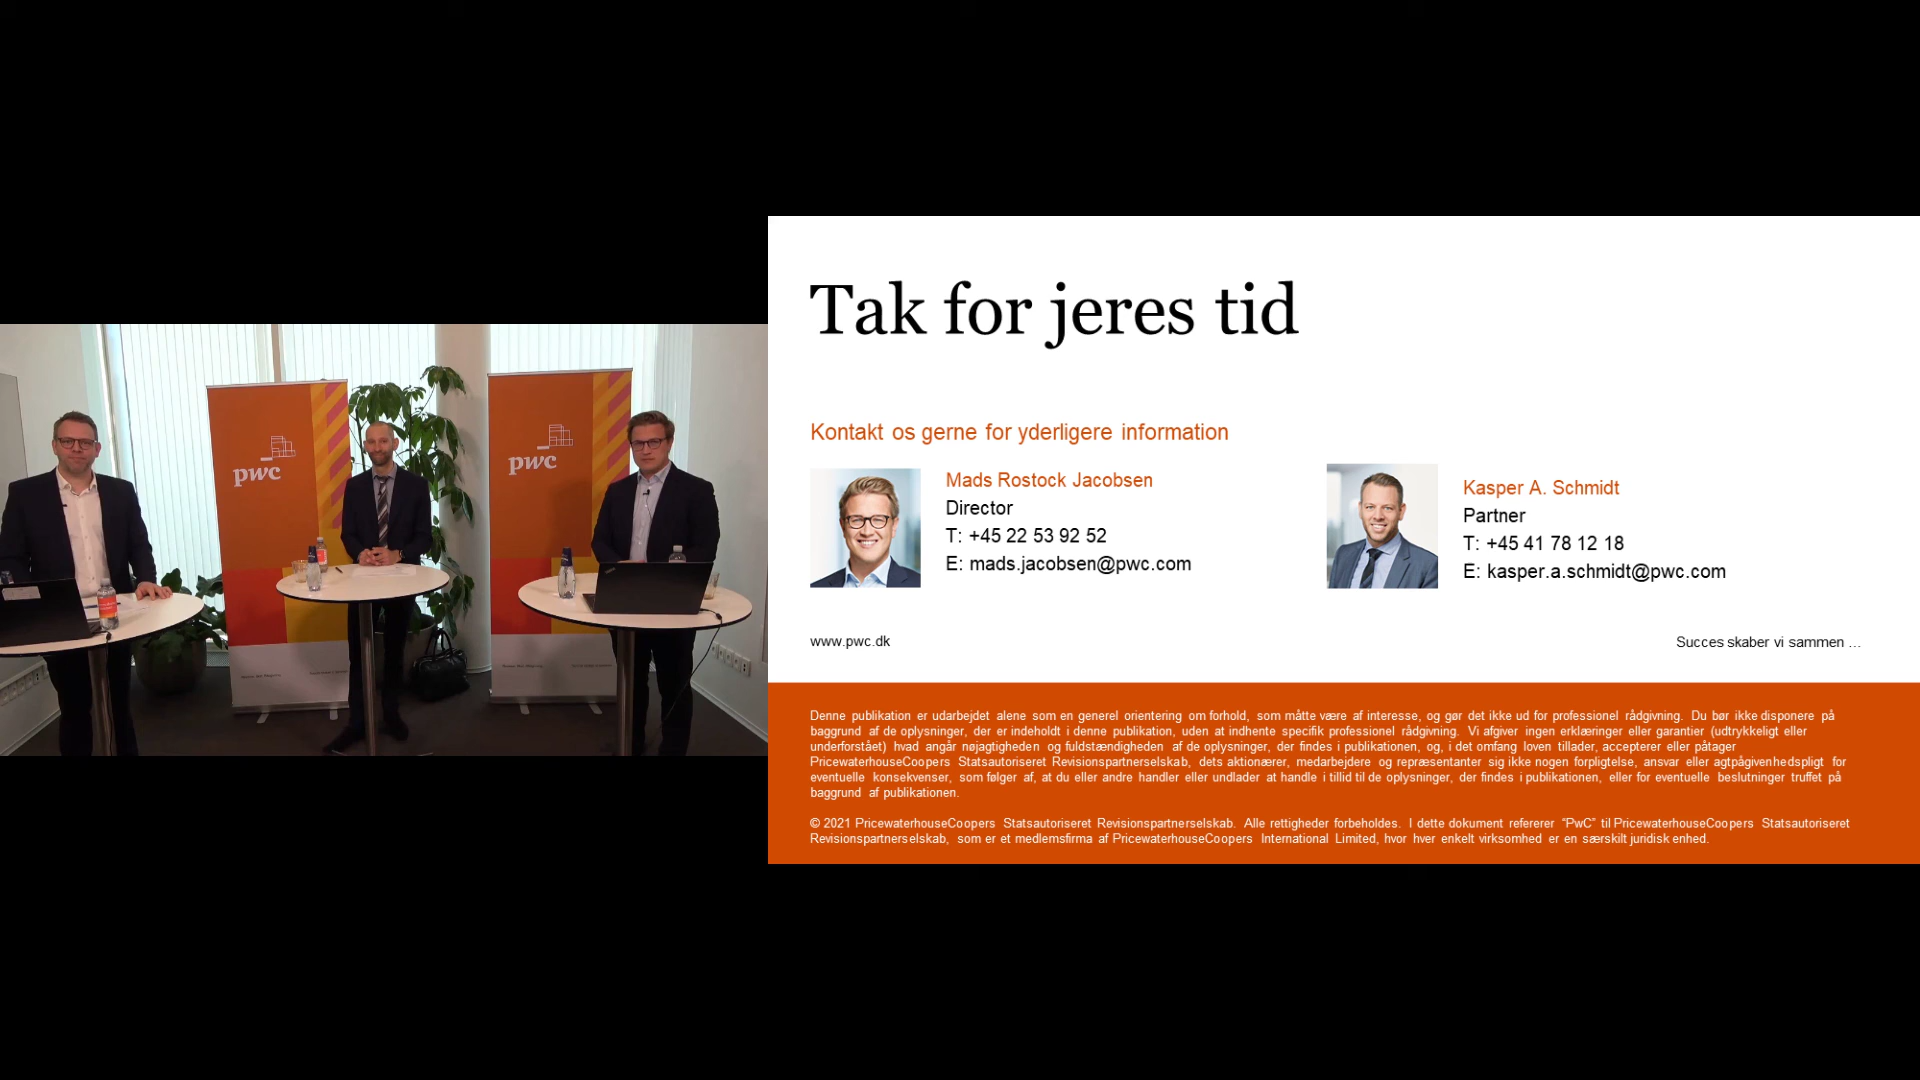 pwc
pwc
Tak for jeres tid
Kontakt os gerne for yderligere information
Mads Rostock Jacobsen
Director
T: +45 22 53 92 52
E: mads.jacobsen@pwc.com
Kasper A. Schmidt
Partner
T: +45 41 78 12 18
E: kasper.a.schmidt@pwc.com
www.pwc.dk
Succes skaber vi sammen …
Denne publikation er udarbejdet alene som en generel orientering om forhold, som måtte være af interesse, og gør det ikke ud for professionel rådgivning. Du bør ikke disponere på
baggrund af de oplysninger, der er indeholdt i denne publikation, uden at indhente specifik professionel rådgivning. Vi afgiver ingen erklæringer eller garantier (udtrykkeligt eller
underforstået) hvad angår nøjagtigheden og fuldstændigheden af de oplysninger, der findes i publikationen, og, i det omfang loven tillader, accepterer eller påtager
PricewaterhouseCoopers Statsautoriseret Revisionspartnerselskab, dets aktionærer, medarbejdere og repræsentanter sig ikke nogen forpligtelse, ansvar eller agtpågivenhedspligt for
eventuelle konsekvenser, som følger af, at du eller andre handler eller undlader at handle i tillid til de oplysninger, der findes i publikationen, eller for eventuelle beslutninger truffet på
baggrund af publikationen.
© 2021 PricewaterhouseCoopers Statsautoriseret Revisionspartnerselskab. Alle rettigheder forbeholdes. I dette dokument refererer “PwC” til PricewaterhouseCoopers Statsautoriseret
Revisionspartnerselskab, som er et medlemsfirma af PricewaterhouseCoopers International Limited, hvor hver enkelt virksomhed er en særskilt juridisk enhed.